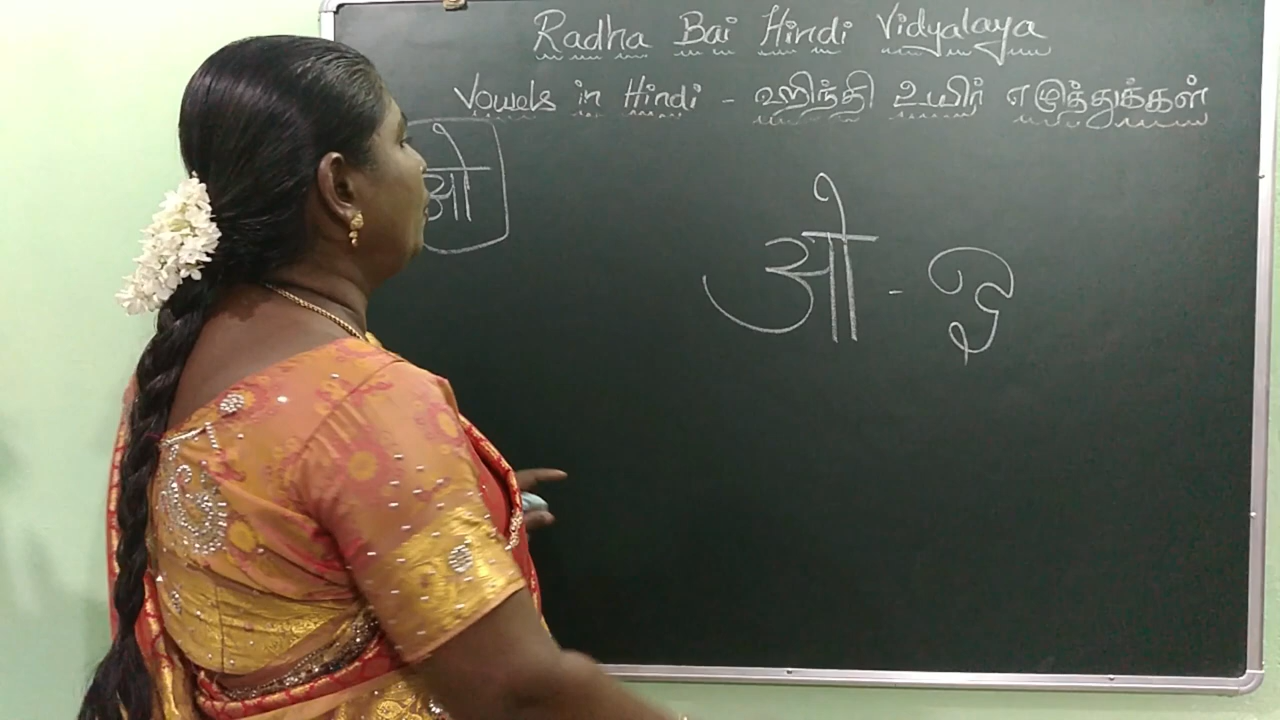 Radha Bai Hindi Vidyalaya
Vowels in Hindi - ஹிந்தி உயிர் எழுத்துக்கள்
ओ
ओ - ஓ